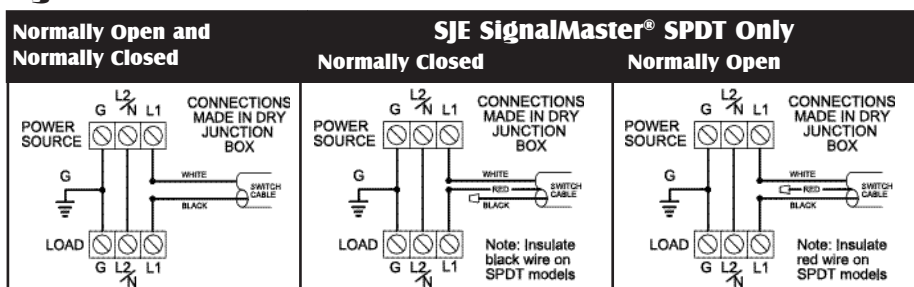 Normally Open and
Normally Closed
SJE SignalMaster® SPDT Only
Normally Closed
Normally Open
L2/N
G
L1
POWER
SOURCE
CONNECTIONS
MADE IN DRY
JUNCTION
BOX
G
WHITE
SWITCH
CABLE
BLACK
LOAD
G
L2/N
L1
L2/N
G
L1
POWER
SOURCE
CONNECTIONS
MADE IN DRY
JUNCTION
BOX
G
WHITE
RED
SWITCH
CABLE
BLACK
LOAD
G
L2/N
L1
Note: Insulate
black wire on
SPDT models
L2/N
G
L1
POWER
SOURCE
CONNECTIONS
MADE IN DRY
JUNCTION
BOX
G
WHITE
RED
SWITCH
CABLE
BLACK
LOAD
G
L2/N
L1
Note: Insulate
red wire on
SPDT models